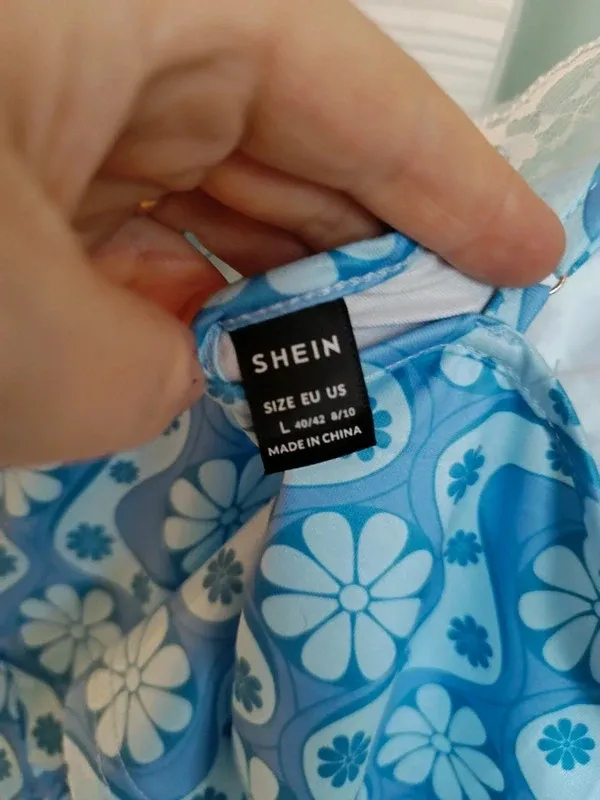 SHEIN
SIZE EU US
L 40/42 8/10
MADE IN CHINA